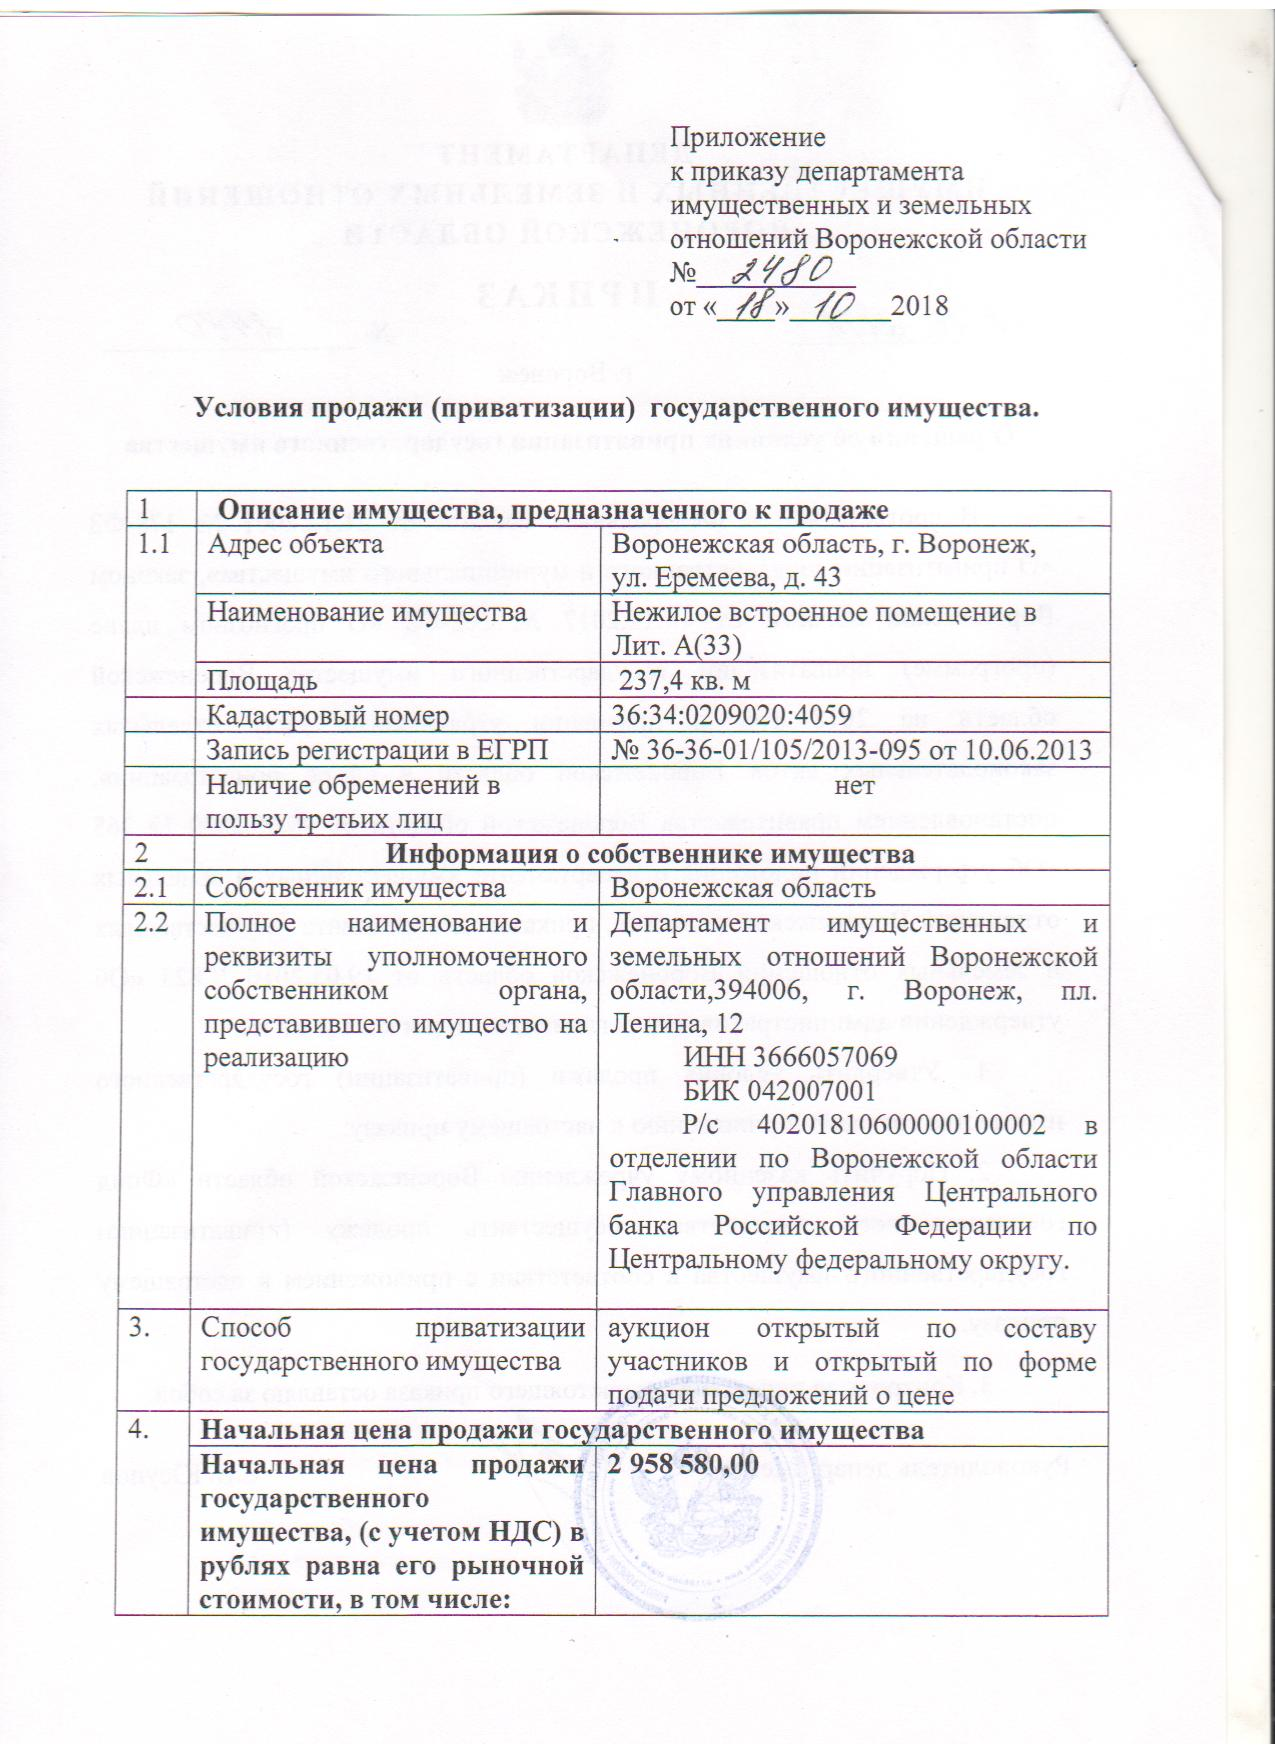 Приложение
к приказу департамента
имущественных и земельных
отношений Воронежской области
№ 2480
от «18» 10 2018
Условия продажи (приватизации) государственного имущества.
1 Описание имущества, предназначенного к продаже
1.1 Адрес объекта Воронежская область, г. Воронеж,
ул. Еремеева, д. 43
Наименование имущества Нежилое встроенное помещение в
Лит. А(33)
Площадь 237,4 кв. м
Кадастровый номер 36:34:0209020:4059
Запись регистрации в ЕГРП № 36-36-01/105/2013-095 от 10.06.2013
Наличие обременений в нет
пользу третьих лиц
2 Информация о собственнике имущества
2.1 Собственник имущества Воронежская область
2.2 Полное наименование и Департамент имущественных и
реквизиты уполномоченного земельных отношений Воронежской
собственником органа, области,394006, г. Воронеж, пл.
представившего имущество на Ленина, 12
реализацию ИНН 3666057069
БИК 042007001
Р/с 40201810600000100002 в
отделении по Воронежской области
Главного управления Центрального
банка Российской Федерации по
Центральному федеральному округу.
3. Способ приватизации аукцион открытый по составу
государственного имущества участников и открытый по форме
подачи предложений о цене
4. Начальная цена продажи государственного имущества
Начальная цена продажи 2 958 580,00
государственного
имущества, (с учетом НДС) в
рублях равна его рыночной
стоимости, в том числе: